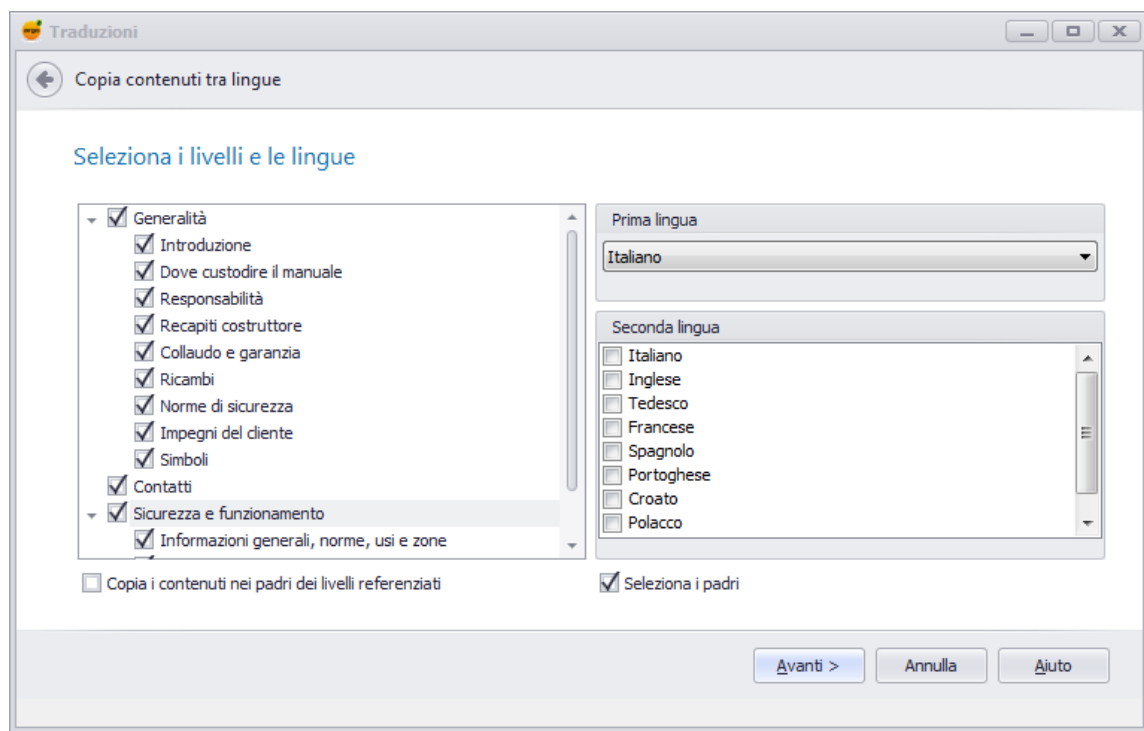 Traduzioni
Copia contenuti tra lingue
Seleziona i livelli e le lingue
Generalità
Introduzione
Dove custodire il manuale
Responsabilità
Recapiti costruttore
Collaudo e garanzia
Ricambi
Norme di sicurezza
Impegni del cliente
Simboli
Contatti
Sicurezza e funzionamento
Informazioni generali, norme, usi e zone
Copia i contenuti nei padri dei livelli referenziati
Prima lingua
Italiano
Seconda lingua
Italiano
Inglese
Tedesco
Francese
Spagnolo
Portoghese
Croato
Polacco
Seleziona i padri
Avanti >
Annulla
Aiuto